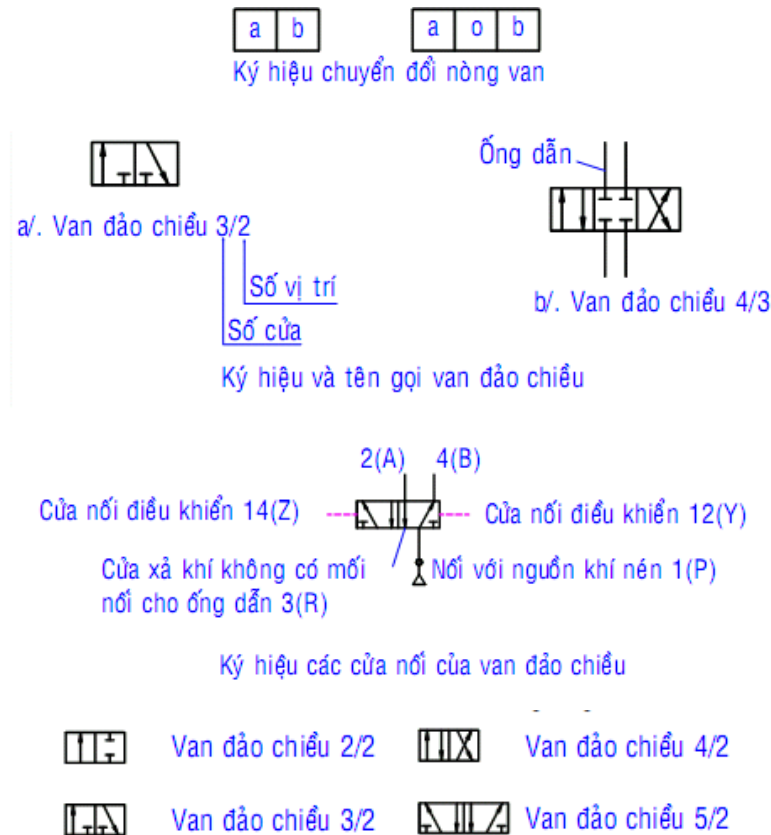 a b
a o b
Ký hiệu chuyển đổi nòng van
Ống dẫn
a/. Van đảo chiều 3/2
Số vị trí
Số cửa
b/. Van đảo chiều 4/3
Ký hiệu và tên gọi van đảo chiều
2(A) 4(B)
Cửa nối điều khiển 14(Z)
Cửa nối điều khiển 12(Y)
Cửa xả khí không có mối
nối cho ống dẫn 3(R)
Nối với nguồn khí nén 1(P)
Ký hiệu các cửa nối của van đảo chiều
Van đảo chiều 2/2
Van đảo chiều 4/2
Van đảo chiều 3/2
Van đảo chiều 5/2